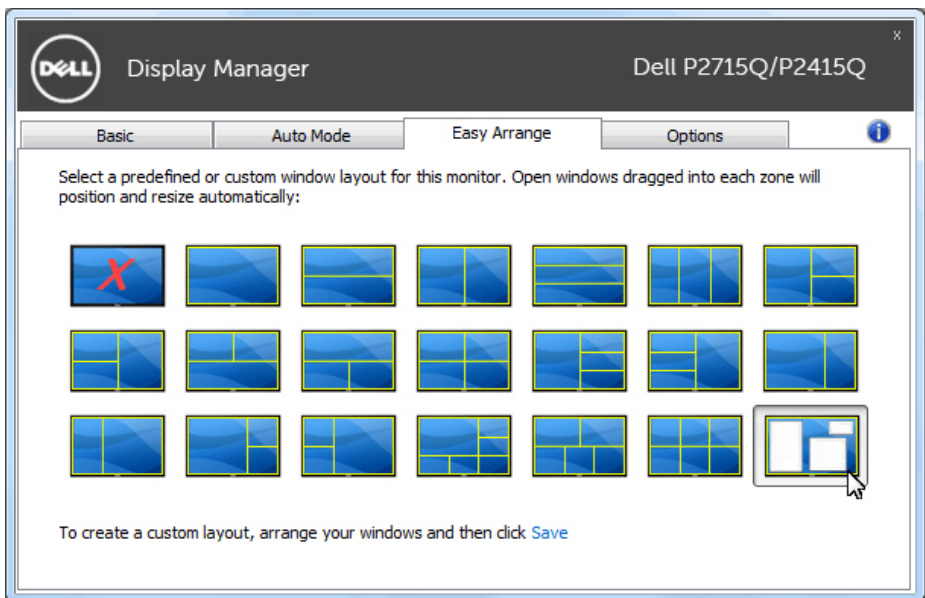 x
DELL
Display Manager
Dell P2715Q/P2415Q
Basic
Auto Mode
Easy Arrange
Options
i
Select a predefined or custom window layout for this monitor. Open windows dragged into each zone will
position and resize automatically:
X
To create a custom layout, arrange your windows and then click Save